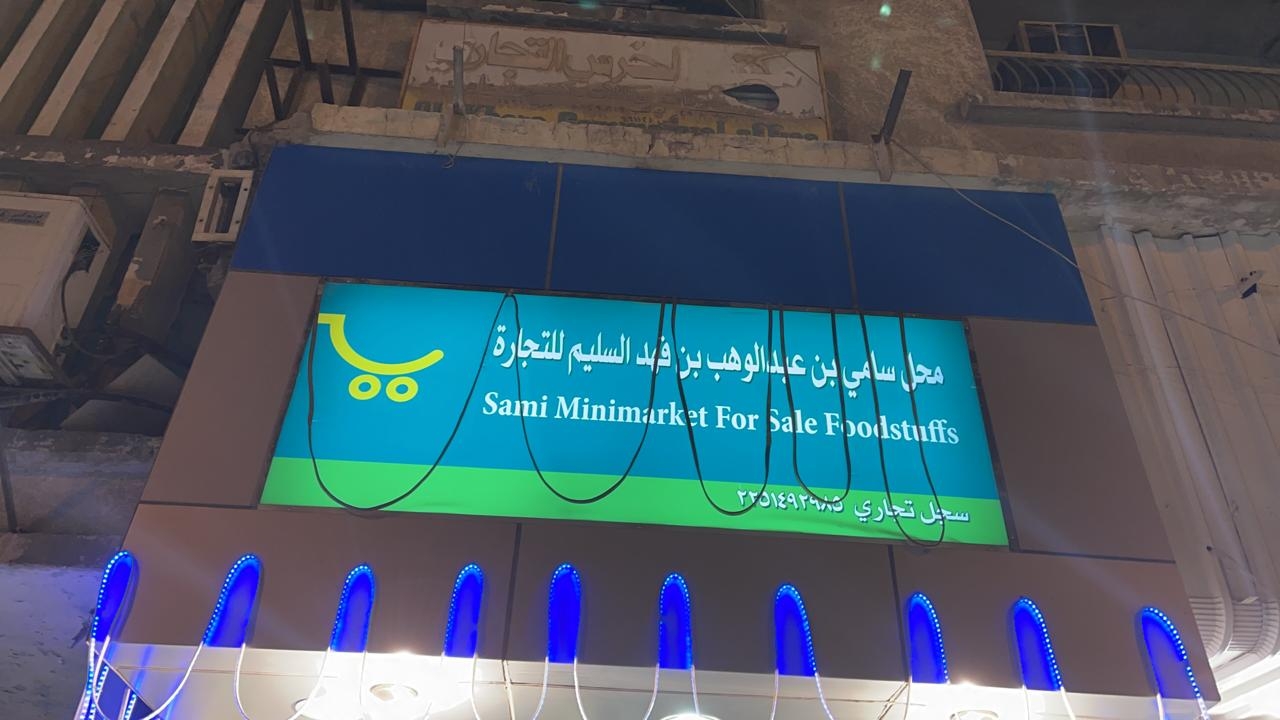 محل سامي بن عبدالوهب بن فهد السليم للتجارة
Sami Minimarket For Sale Foodstuffs
سجل تجاري ٢٢٥١٤٩٢٩٨٥